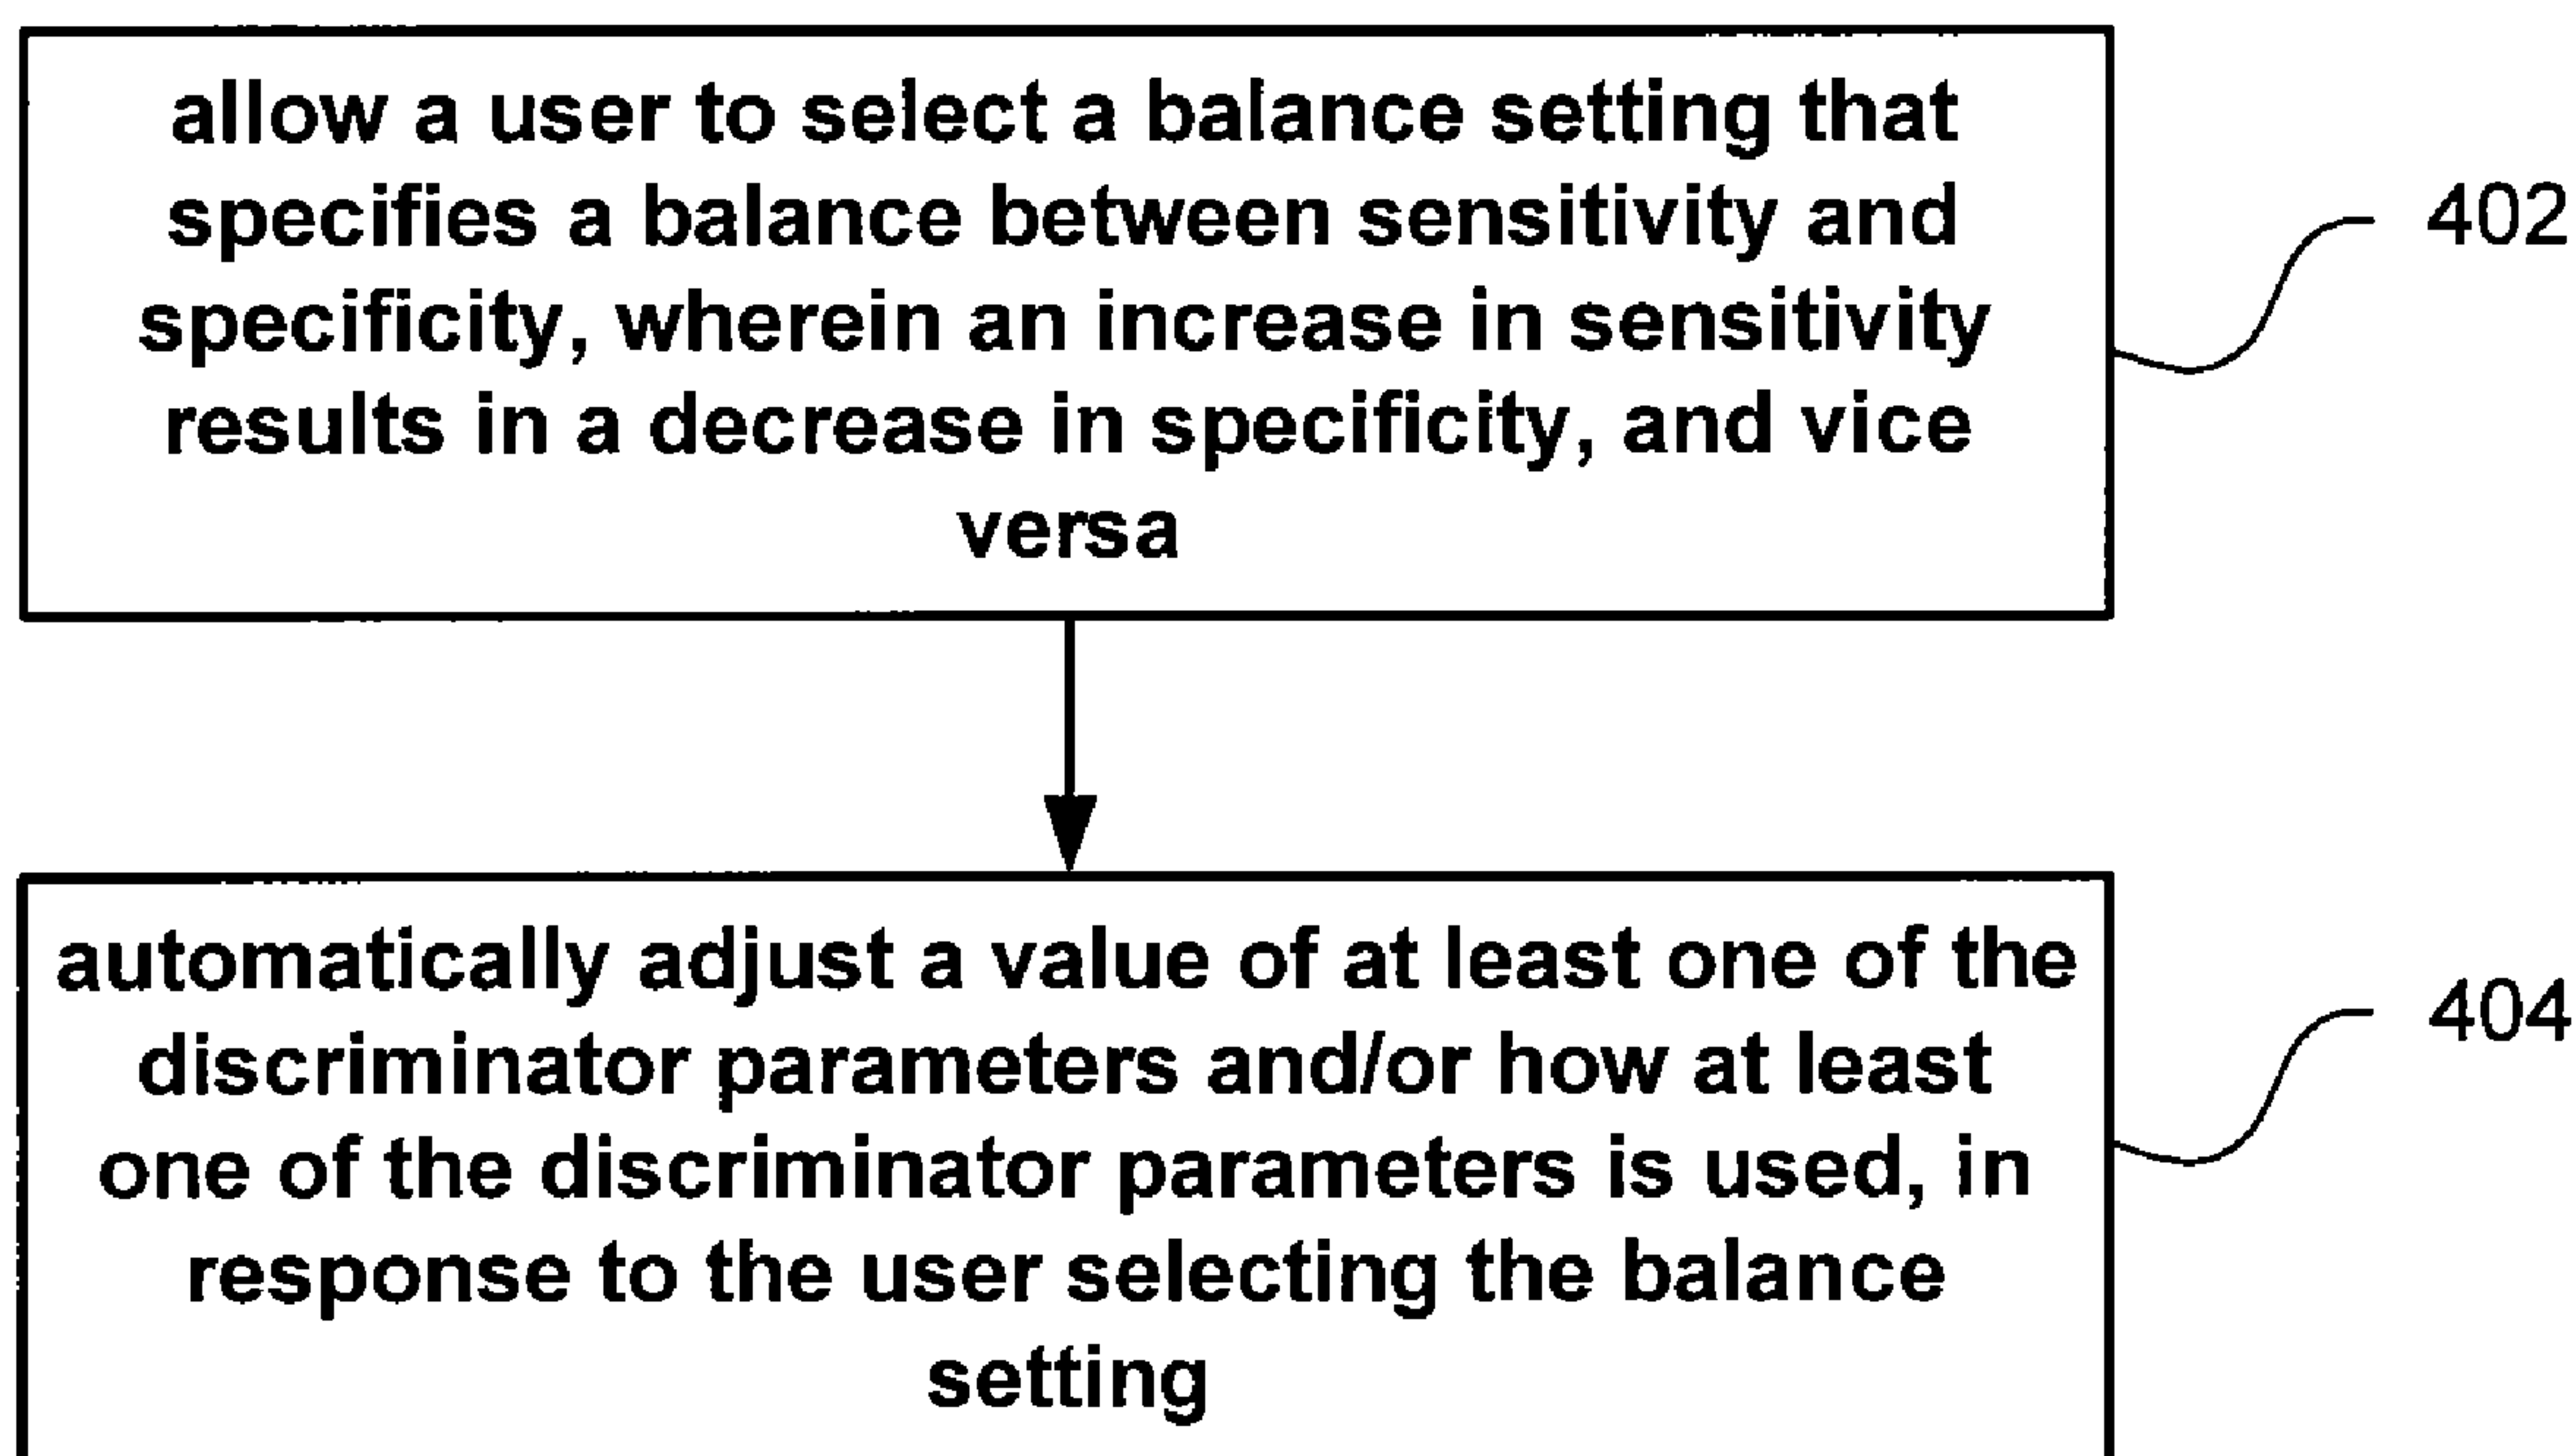 allow a user to select a balance setting that
specifies a balance between sensitivity and
specificity, wherein an increase in sensitivity
results in a decrease in specificity, and vice
versa
402
automatically adjust a value of at least one of the
discriminator parameters and/or how at least
one of the discriminator parameters is used, in
response to the user selecting the balance
setting
404